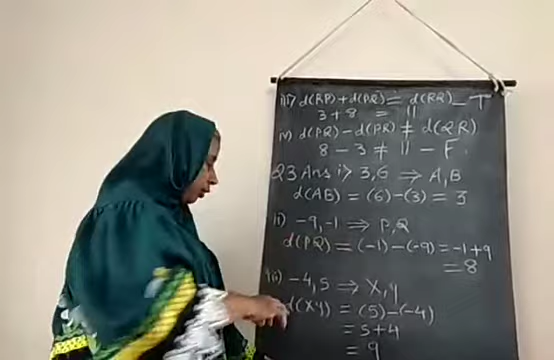 iii) d(RP) + d(PQ) = d(RQ) - T
3 + 8 = 11
iv) d(PQ) - d(PR) ≠ d(QR)
8 - 3 ≠ 11 - F.
Q3 Ans i) 3, 6 ⇒ A, B
d(AB) = (6) - (3) = 3
ii) -9, -1 ⇒ P, Q
d(PQ) = (-1) - (-9) = -1 + 9
= 8
iii) -4, 5 ⇒ X, Y
d(XY) = (5) - (-4)
= 5 + 4
= 9